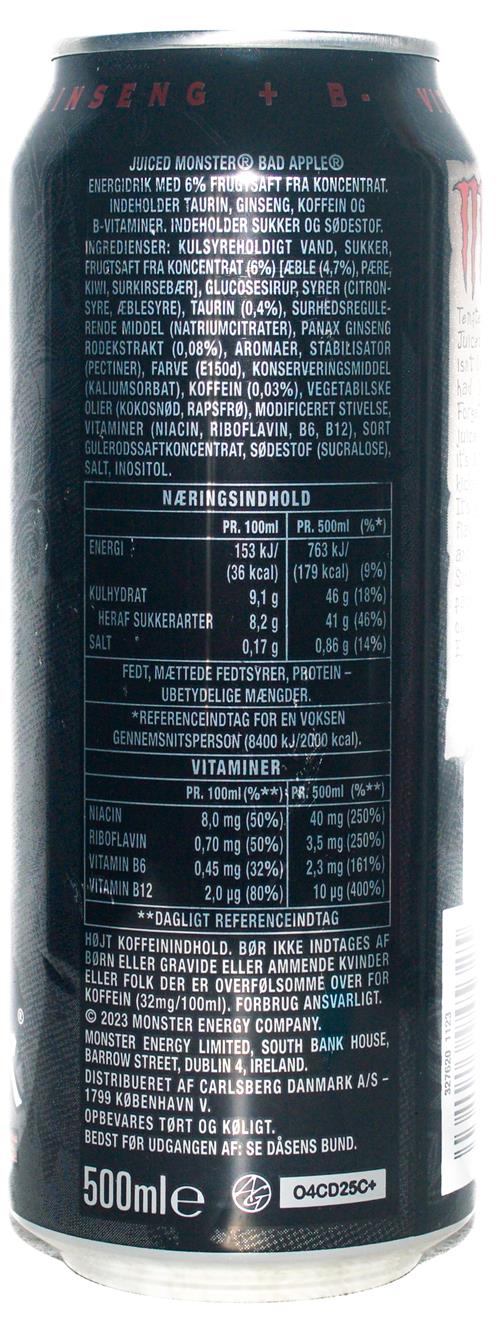 INSENG + B- VI
JUICED MONSTER® BAD APPLE®
ENERGIDRIK MED 6% FRUGTSAFT FRA KONCENTRAT.
INDEHOLDER TAURIN, GINSENG, KOFFEIN OG
B-VITAMINER. INDEHOLDER SUKKER OG SØDESTOF.
INGREDIENSER: KULSYREHOLDIGT VAND, SUKKER,
FRUGTSAFT FRA KONCENTRAT (6%) [ÆBLE (4,7%), PÆRE,
KIWI, SURKIRSEBÆR], GLUCOSESIRUP, SYRER (CITRON-
SYRE, ÆBLESYRE), TAURIN (0,4%), SURHEDSREGULE-
RENDE MIDDEL (NATRIUMCITRATER), PANAX GINSENG
RODEKSTRAKT (0,08%), AROMAER, STABILISATOR
(PECTINER), FARVE (E150d), KONSERVERINGSMIDDEL
(KALIUMSORBAT), KOFFEIN (0,03%), VEGETABILSKE
OLIER (KOKOSNØD, RAPSFRØ), MODIFICERET STIVELSE,
VITAMINER (NIACIN, RIBOFLAVIN, B6, B12), SORT
GULERODSSAFTKONCENTRAT, SØDESTOF (SUCRALOSE),
SALT, INOSITOL.
NÆRINGSINDHOLD
PR. 100ml PR. 500ml (%*)
ENERGI 153 kJ/ 763 kJ/
(36 kcal) (179 kcal) (9%)
KULHYDRAT 9,1 g 46 g (18%)
HERAF SUKKERARTER 8,2 g 41 g (46%)
SALT 0,17 g 0,86 g (14%)
FEDT, MÆTTEDE FEDTSYRER, PROTEIN –
UBETYDELIGE MÆNGDER.
*REFERENCEINDTAG FOR EN VOKSEN
GENNEMSNITSPERSON (8400 kJ/2000 kcal).
VITAMINER
PR. 100ml (%**) PR. 500ml (%**)
NIACIN 8,0 mg (50%) 40 mg (250%)
RIBOFLAVIN 0,70 mg (50%) 3,5 mg (250%)
VITAMIN B6 0,45 mg (32%) 2,3 mg (161%)
VITAMIN B12 2,0 µg (80%) 10 µg (400%)
**DAGLIGT REFERENCEINDTAG
HØJT KOFFEININDHOLD. BØR IKKE INDTAGES AF
BØRN ELLER GRAVIDE ELLER AMMENDE KVINDER
ELLER FOLK DER ER OVERFØLSOMME OVER FOR
KOFFEIN (32mg/100ml). FORBRUG ANSVARLIGT.
© 2023 MONSTER ENERGY COMPANY.
MONSTER ENERGY LIMITED, SOUTH BANK HOUSE,
BARROW STREET, DUBLIN 4, IRELAND.
DISTRIBUERET AF CARLSBERG DANMARK A/S –
1799 KØBENHAVN V.
OPBEVARES TØRT OG KØLIGT.
BEDST FØR UDGANGEN AF: SE DÅSENS BUND.
500ml e
04CD25C+
327620 1123